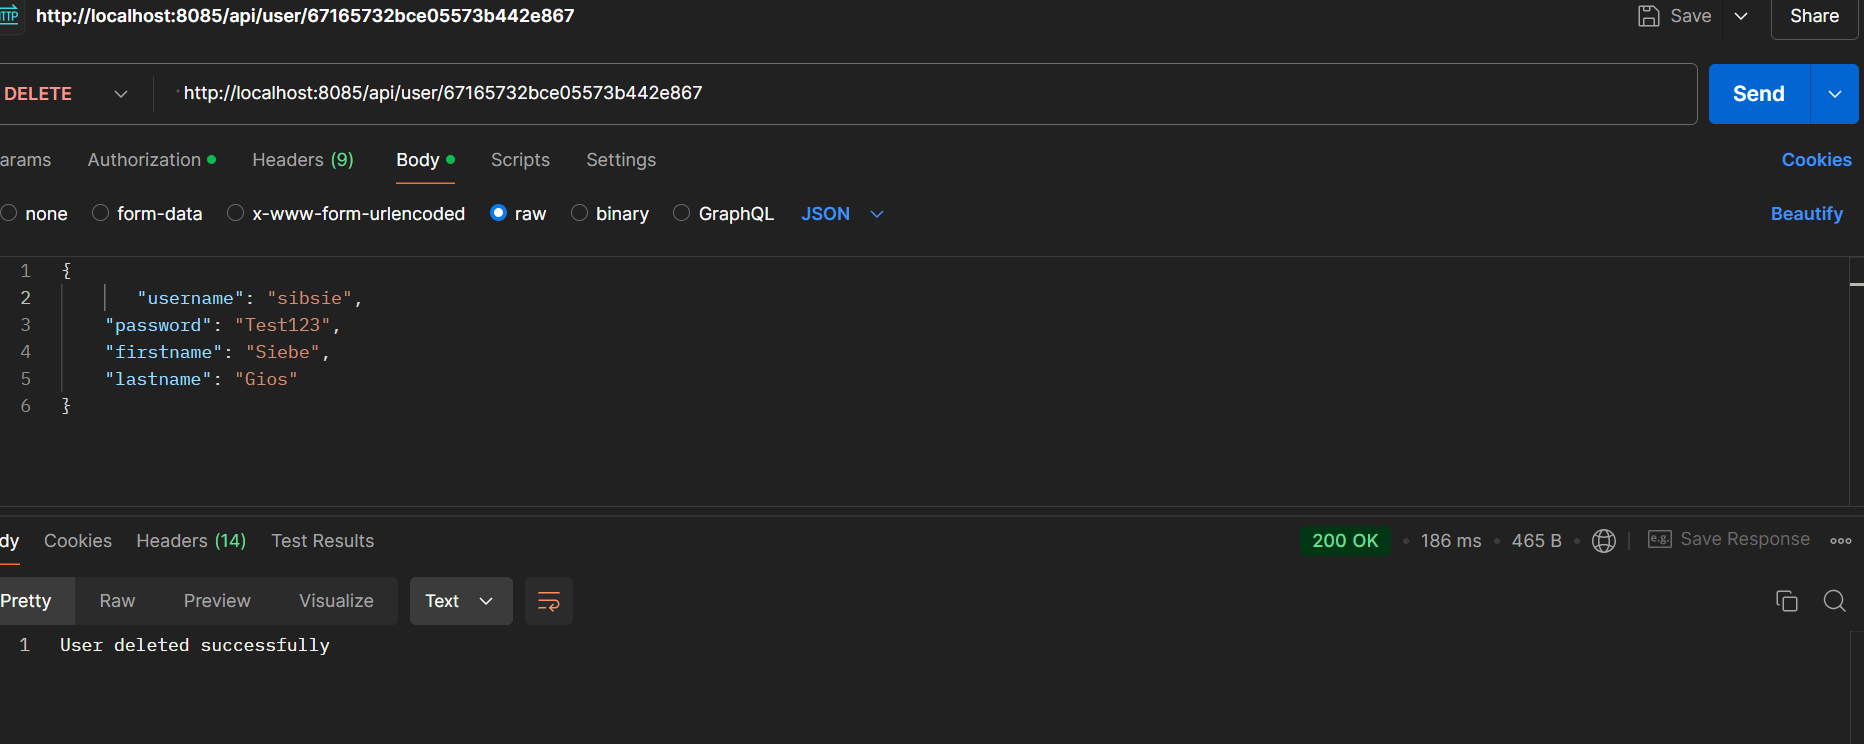 HTTP http://localhost:8085/api/user/67165732bce05573b442e867 Save Share
DELETE http://localhost:8085/api/user/67165732bce05573b442e867 Send
arams Authorization Headers (9) Body Scripts Settings Cookies
none form-data x-www-form-urlencoded raw binary GraphQL JSON Beautify
1 {
2 "username": "sibsie",
3 "password": "Test123",
4 "firstname": "Siebe",
5 "lastname": "Gios"
6 }
dy Cookies Headers (14) Test Results 200 OK • 186 ms • 465 B • e.g. Save Response
Pretty Raw Preview Visualize Text
1 User deleted successfully